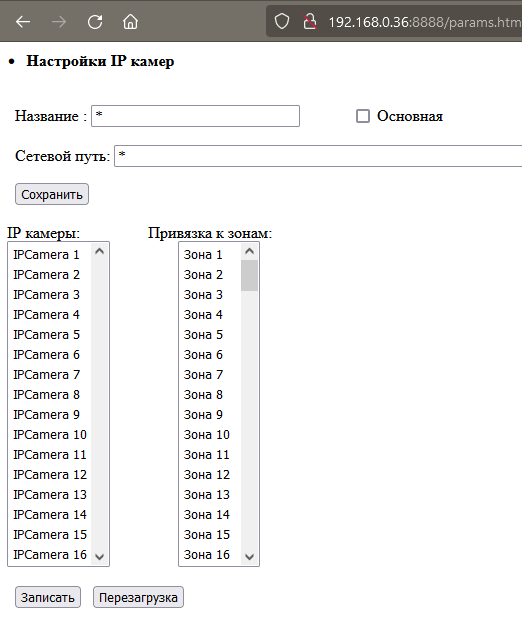 192.168.0.36:8888/params.htm
• Настройки IP камер
Название : * Основная
Сетевой путь: *
Сохранить
IP камеры: Привязка к зонам:
IPCamera 1 Зона 1
IPCamera 2 Зона 2
IPCamera 3 Зона 3
IPCamera 4 Зона 4
IPCamera 5 Зона 5
IPCamera 6 Зона 6
IPCamera 7 Зона 7
IPCamera 8 Зона 8
IPCamera 9 Зона 9
IPCamera 10 Зона 10
IPCamera 11 Зона 11
IPCamera 12 Зона 12
IPCamera 13 Зона 13
IPCamera 14 Зона 14
IPCamera 15 Зона 15
IPCamera 16 Зона 16
Записать Перезагрузка